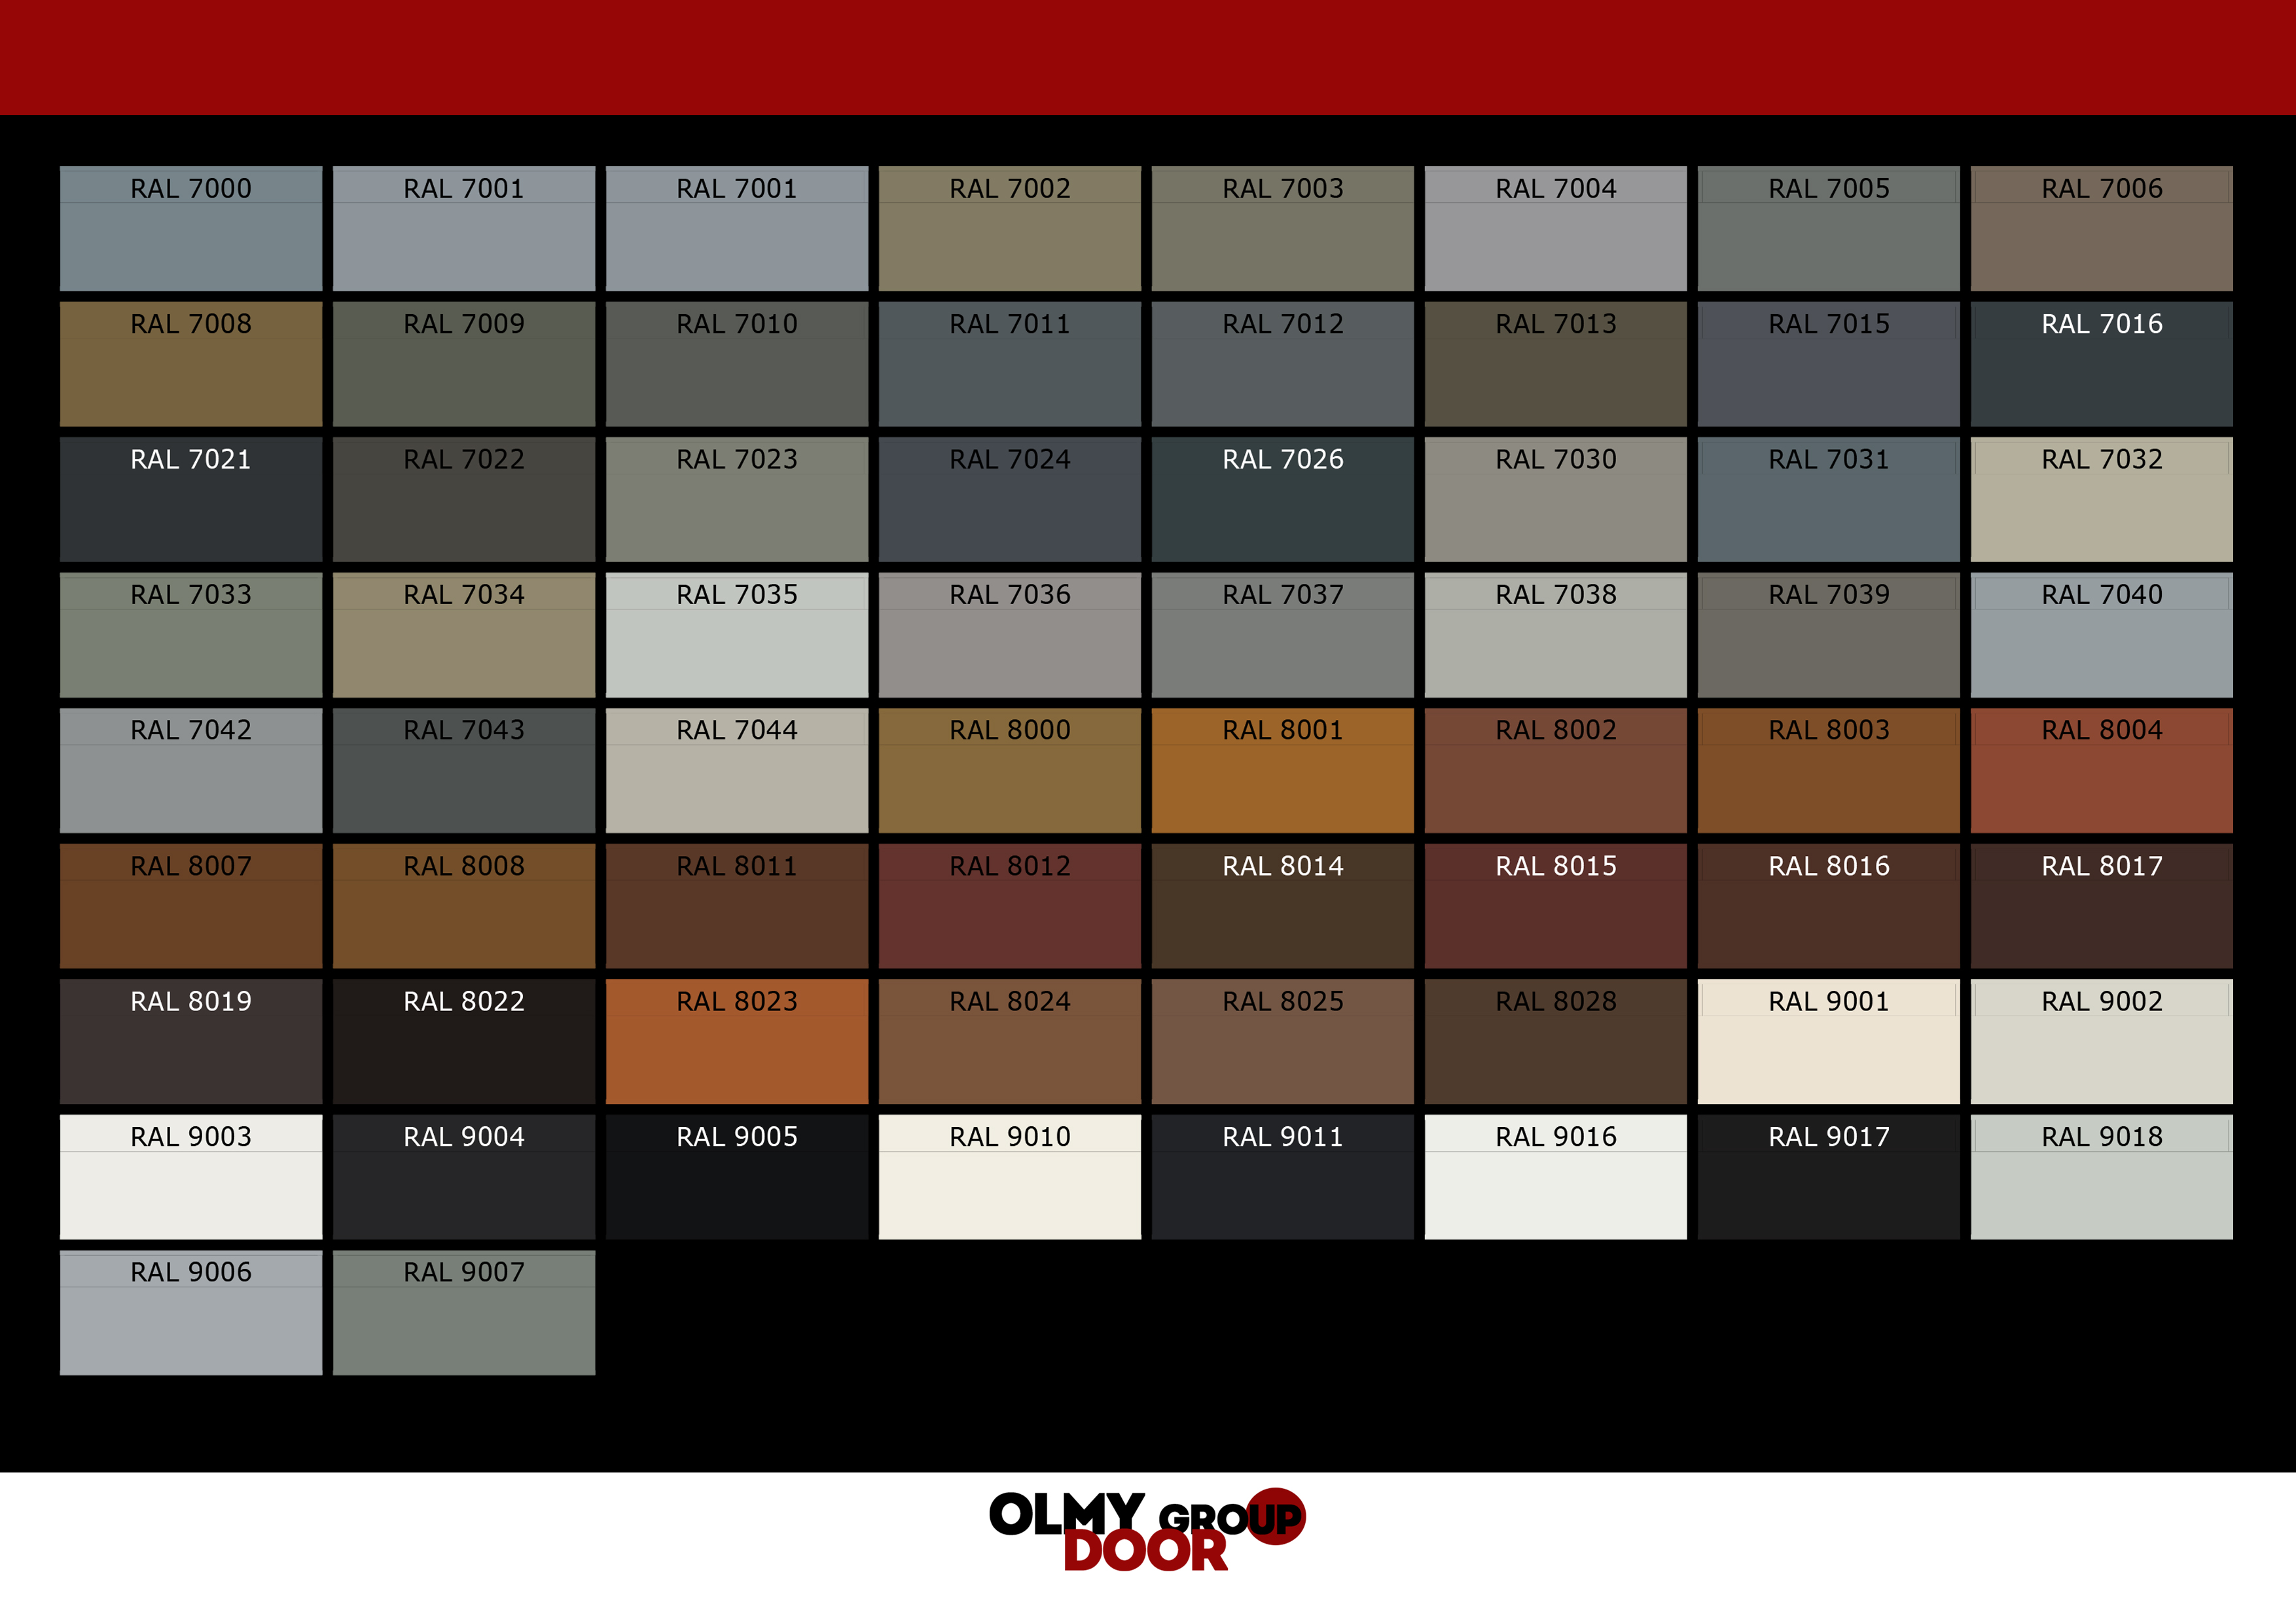 RAL 7000 RAL 7001 RAL 7001 RAL 7002 RAL 7003 RAL 7004 RAL 7005 RAL 7006
RAL 7008 RAL 7009 RAL 7010 RAL 7011 RAL 7012 RAL 7013 RAL 7015 RAL 7016
RAL 7021 RAL 7022 RAL 7023 RAL 7024 RAL 7026 RAL 7030 RAL 7031 RAL 7032
RAL 7033 RAL 7034 RAL 7035 RAL 7036 RAL 7037 RAL 7038 RAL 7039 RAL 7040
RAL 7042 RAL 7043 RAL 7044 RAL 8000 RAL 8001 RAL 8002 RAL 8003 RAL 8004
RAL 8007 RAL 8008 RAL 8011 RAL 8012 RAL 8014 RAL 8015 RAL 8016 RAL 8017
RAL 8019 RAL 8022 RAL 8023 RAL 8024 RAL 8025 RAL 8028 RAL 9001 RAL 9002
RAL 9003 RAL 9004 RAL 9005 RAL 9010 RAL 9011 RAL 9016 RAL 9017 RAL 9018
RAL 9006 RAL 9007
OLMY GROUP
DOOR